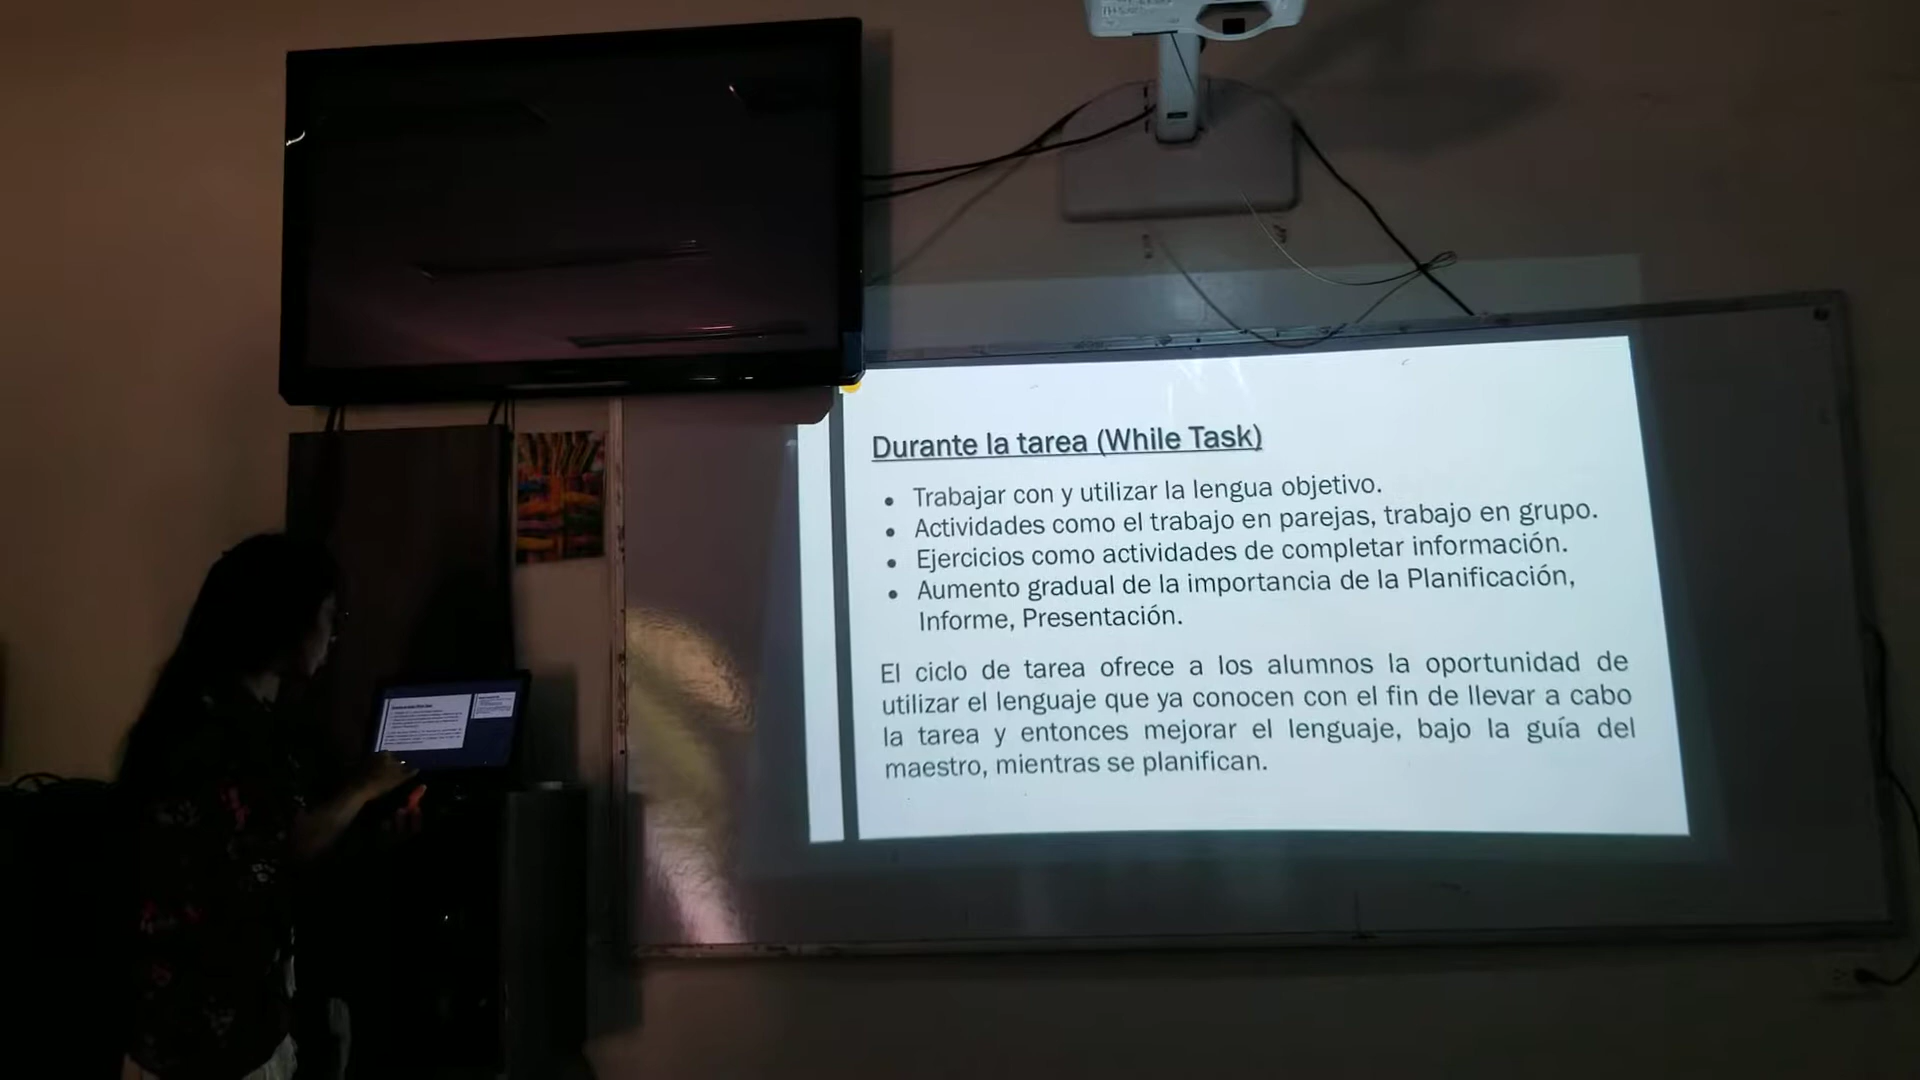 Durante la tarea (While Task)
• Trabajar con y utilizar la lengua objetivo.
• Actividades como el trabajo en parejas, trabajo en grupo.
• Ejercicios como actividades de completar información.
• Aumento gradual de la importancia de la Planificación,
Informe, Presentación.
El ciclo de tarea ofrece a los alumnos la oportunidad de
utilizar el lenguaje que ya conocen con el fin de llevar a cabo
la tarea y entonces mejorar el lenguaje, bajo la guía del
maestro, mientras se planifican.